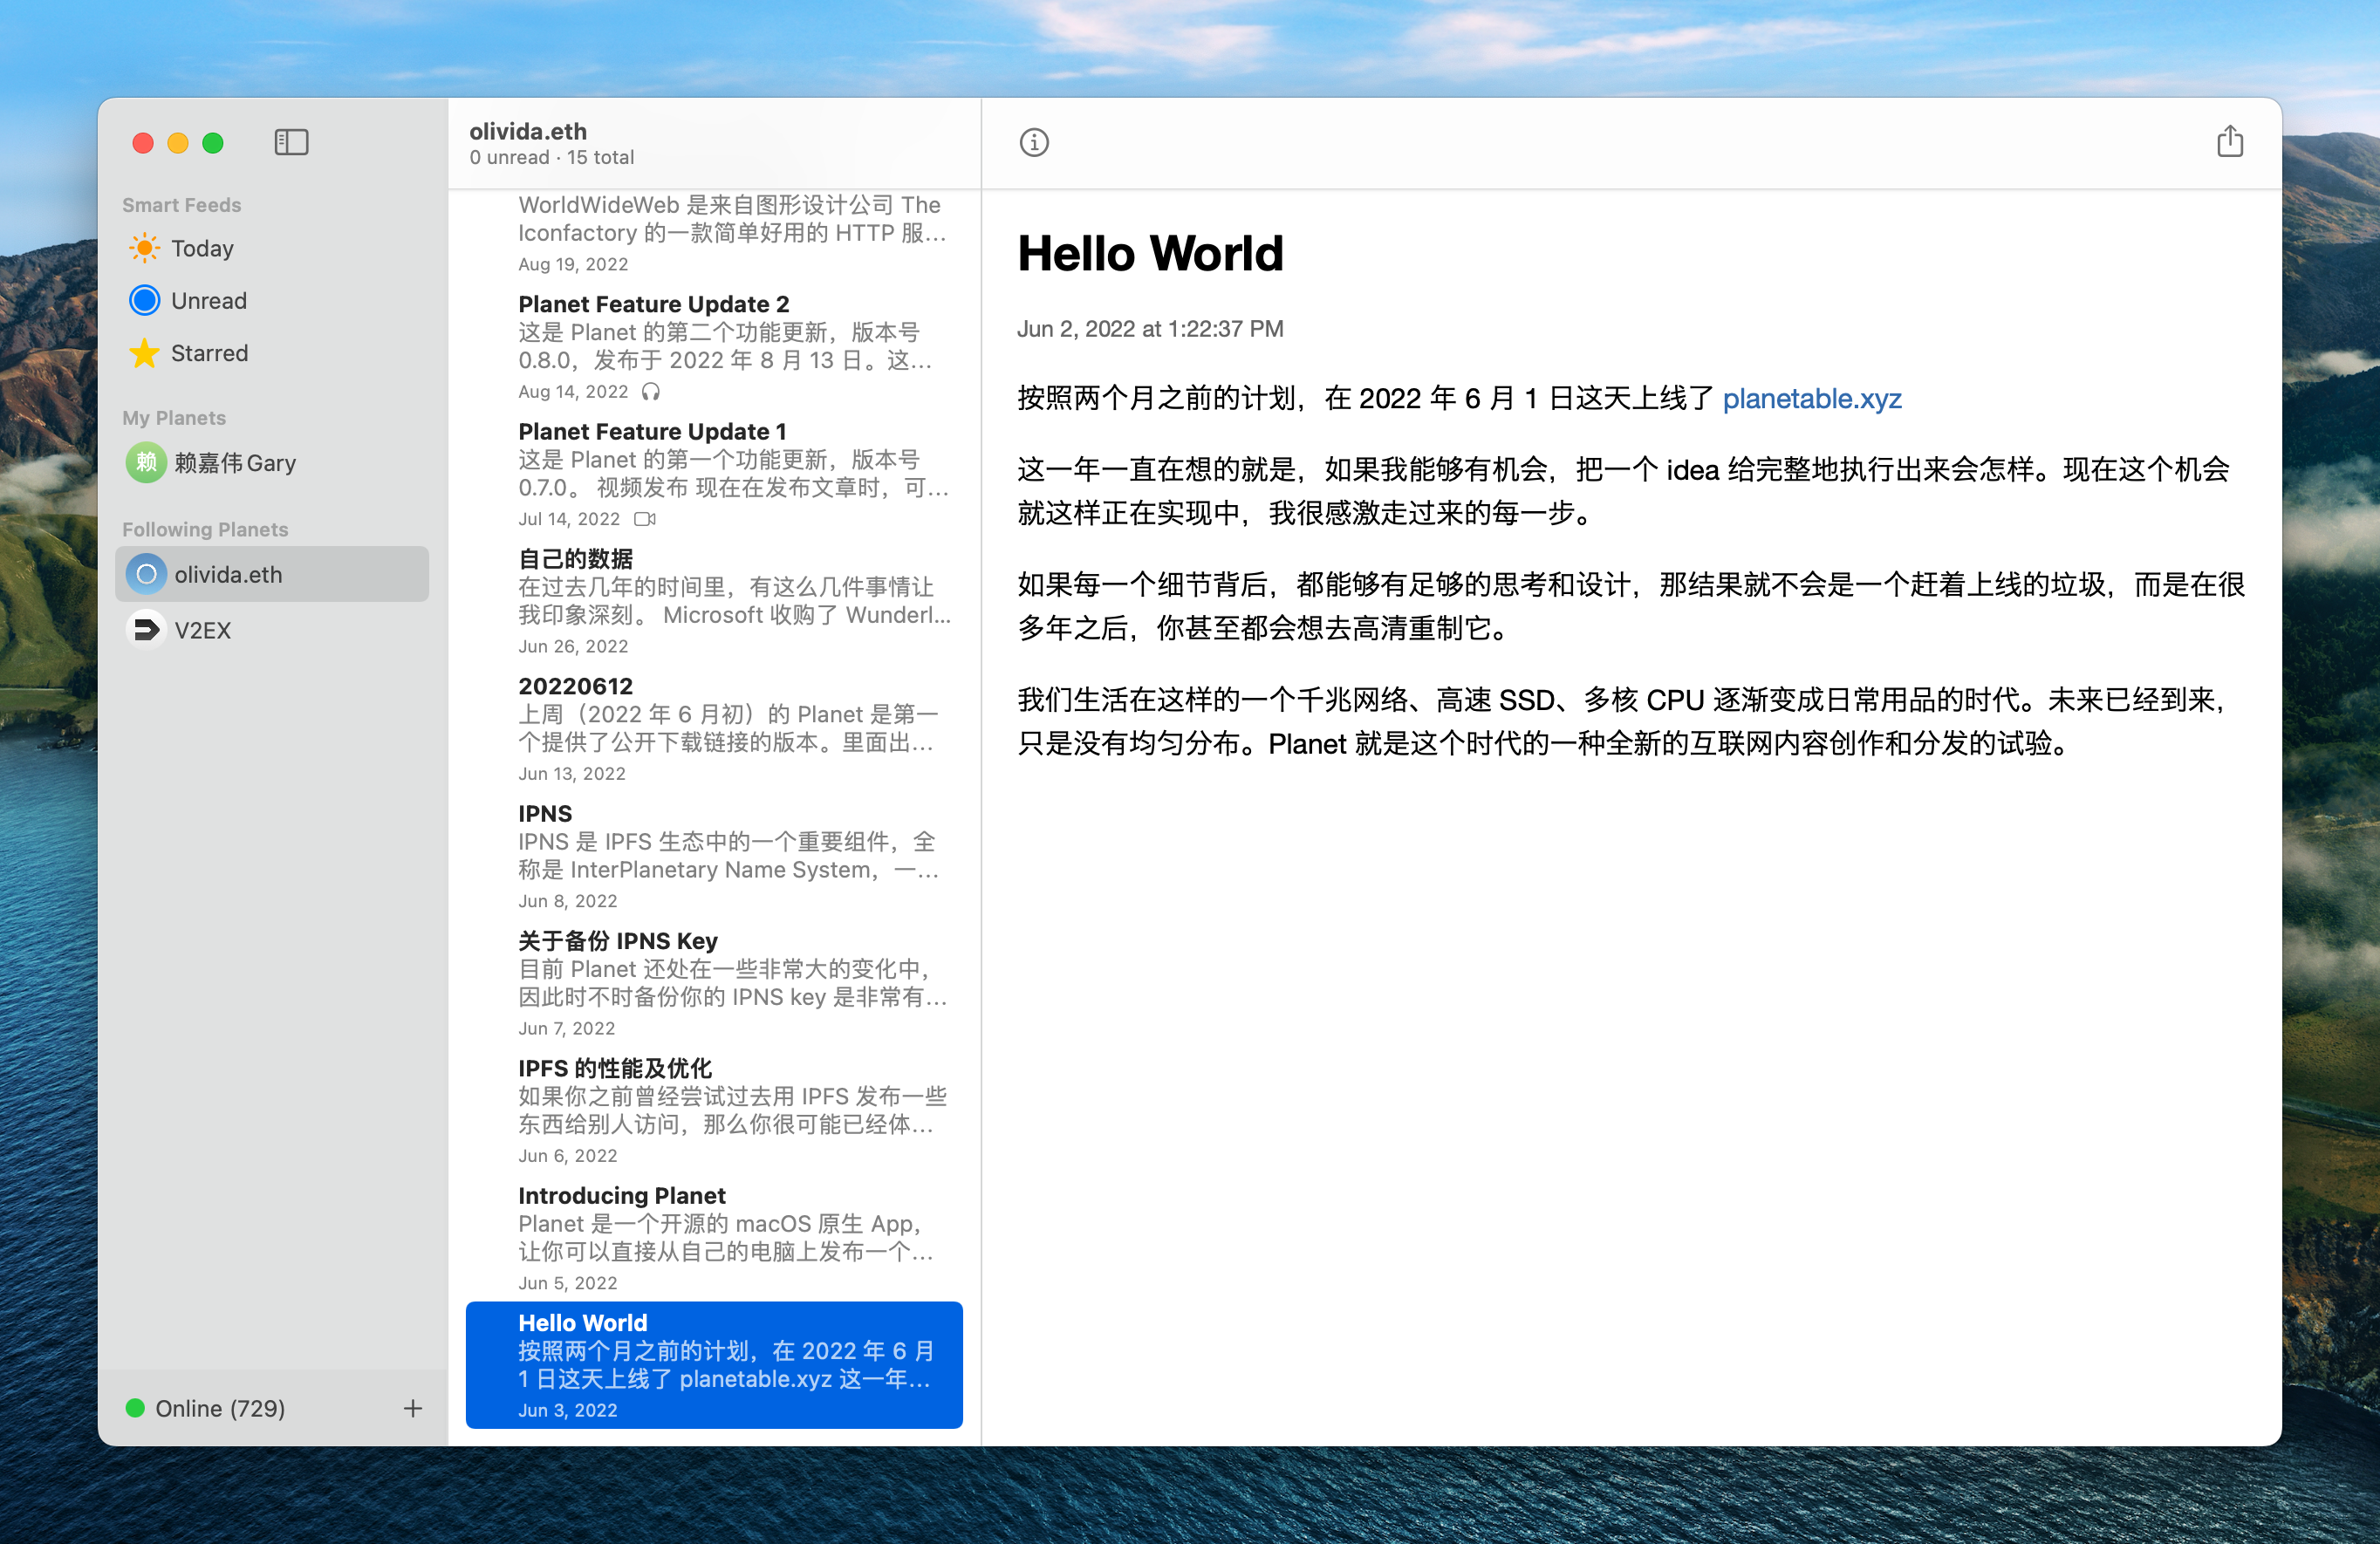 Smart Feeds
Today
Unread
Starred
My Planets
赖
赖嘉伟 Gary
Following Planets
olivida.eth
V2EX
Online (729)
olivida.eth
0 unread · 15 total
WorldWideWeb 是来自图形设计公司 The
Iconfactory 的一款简单好用的 HTTP 服...
Aug 19, 2022
Planet Feature Update 2
这是 Planet 的第二个功能更新，版本号
0.8.0，发布于 2022 年 8 月 13 日。这...
Aug 14, 2022
Planet Feature Update 1
这是 Planet 的第一个功能更新，版本号
0.7.0。 视频发布 现在在发布文章时，可...
Jul 14, 2022
自己的数据
在过去几年的时间里，有这么几件事情让
我印象深刻。 Microsoft 收购了 Wunderl...
Jun 26, 2022
20220612
上周（2022 年 6 月初）的 Planet 是第一
个提供了公开下载链接的版本。里面出...
Jun 13, 2022
IPNS
IPNS 是 IPFS 生态中的一个重要组件，全
称是 InterPlanetary Name System，一...
Jun 8, 2022
关于备份 IPNS Key
目前 Planet 还处在一些非常大的变化中，
因此时不时备份你的 IPNS key 是非常有...
Jun 7, 2022
IPFS 的性能及优化
如果你之前曾经尝试过去用 IPFS 发布一些
东西给别人访问，那么你很可能已经体...
Jun 6, 2022
Introducing Planet
Planet 是一个开源的 macOS 原生 App，
让你可以直接从自己的电脑上发布一个...
Jun 5, 2022
Hello World
按照两个月之前的计划，在 2022 年 6 月
1 日这天上线了 planetable.xyz 这一年...
Jun 3, 2022
Hello World
Jun 2, 2022 at 1:22:37 PM
按照两个月之前的计划，在 2022 年 6 月 1 日这天上线了 planetable.xyz
这一年一直在想的就是，如果我能够有机会，把一个 idea 给完整地执行出来会怎样。现在这个机会
就这样正在实现中，我很感激走过来的每一步。
如果每一个细节背后，都能够有足够的思考和设计，那结果就不会是一个赶着上线的垃圾，而是在很
多年之后，你甚至都会想去高清重制它。
我们生活在这样的一个千兆网络、高速 SSD、多核 CPU 逐渐变成日常用品的时代。未来已经到来，
只是没有均匀分布。Planet 就是这个时代的一种全新的互联网内容创作和分发的试验。